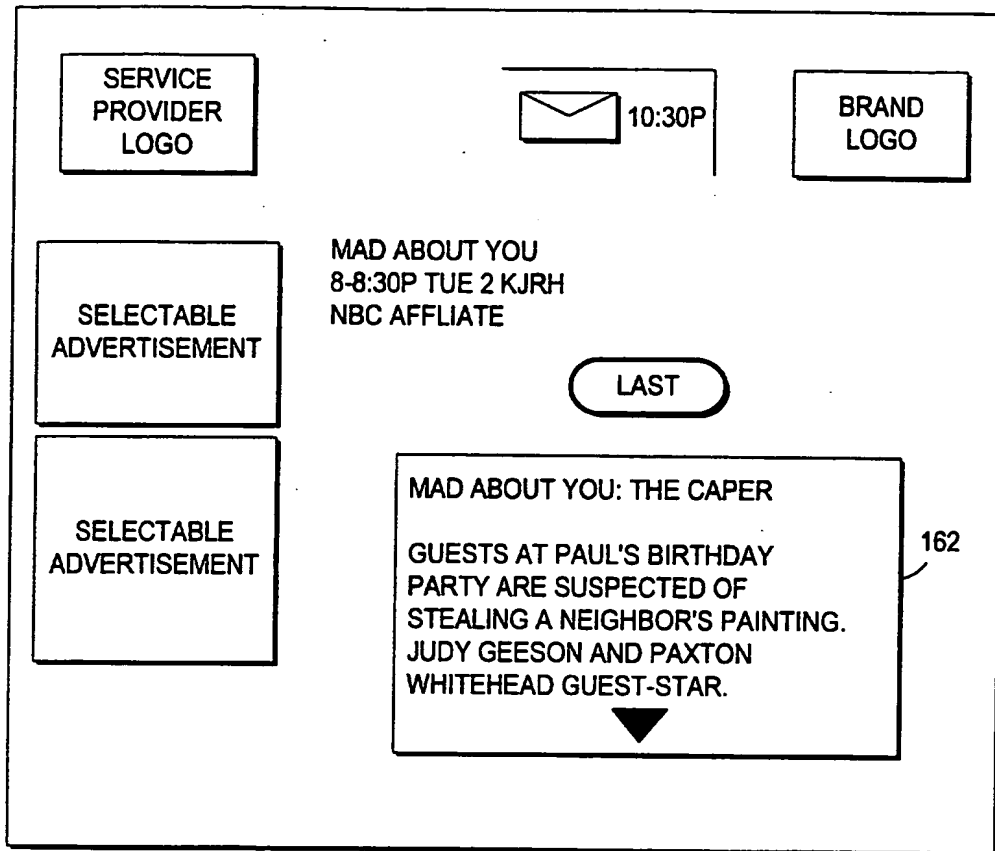 SERVICE
PROVIDER
LOGO
10:30P
BRAND
LOGO
MAD ABOUT YOU
8-8:30P TUE 2 KJRH
NBC AFFLIATE
SELECTABLE
ADVERTISEMENT
LAST
SELECTABLE
ADVERTISEMENT
MAD ABOUT YOU: THE CAPER
GUESTS AT PAUL'S BIRTHDAY
PARTY ARE SUSPECTED OF
STEALING A NEIGHBOR'S PAINTING.
JUDY GEESON AND PAXTON
WHITEHEAD GUEST-STAR.
162